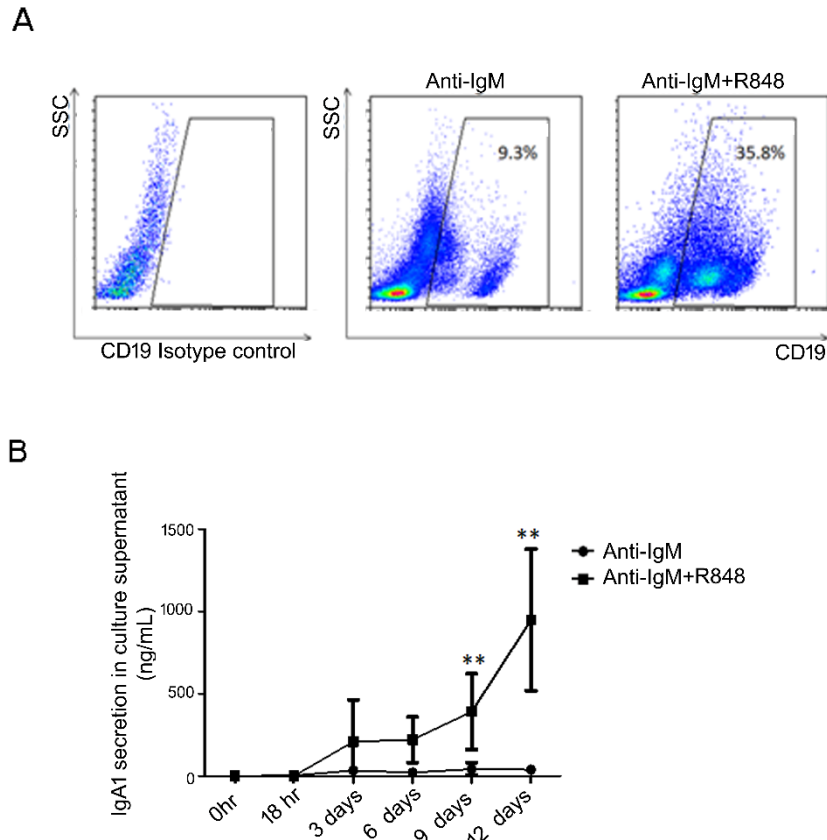 A
Anti-IgM
Anti-IgM+R848
SSC
SSC
9.3%
35.8%
CD19 Isotype control
CD19
B
IgA1 secretion in culture supernatant
(ng/mL)
1500
1000
500
0
**
**
Anti-IgM
Anti-IgM+R848
0hr
18 hr
3 days
6 days
9 days
12 days